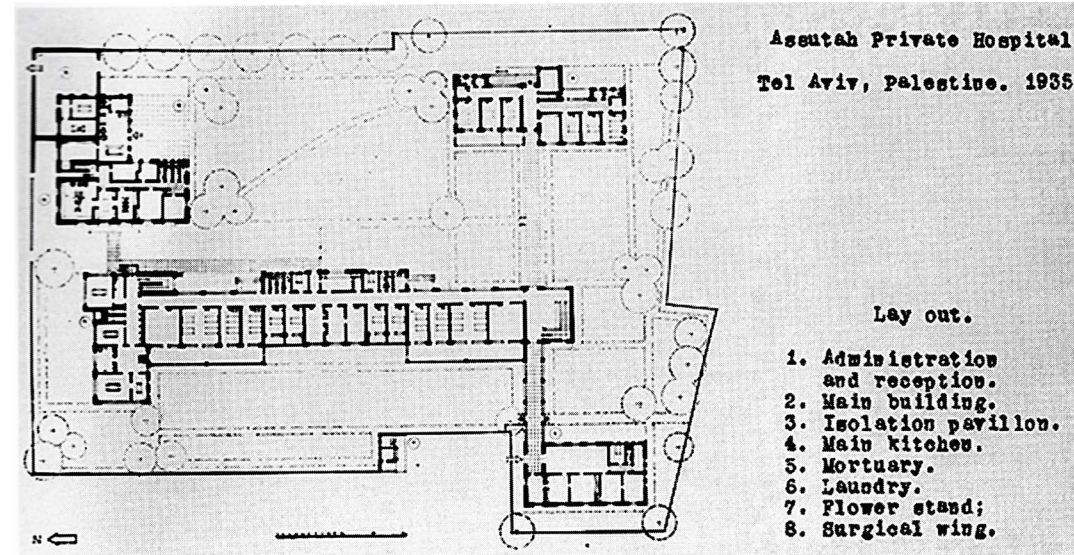 Assutah Private Hospital
Tel Aviv, Palestine. 1935
Lay out.
1. Administration
and reception.
2. Main building.
3. Isolation pavillon.
4. Main kitchen.
5. Mortuary.
6. Laundry.
7. Flower stand;
8. Surgical wing.
N